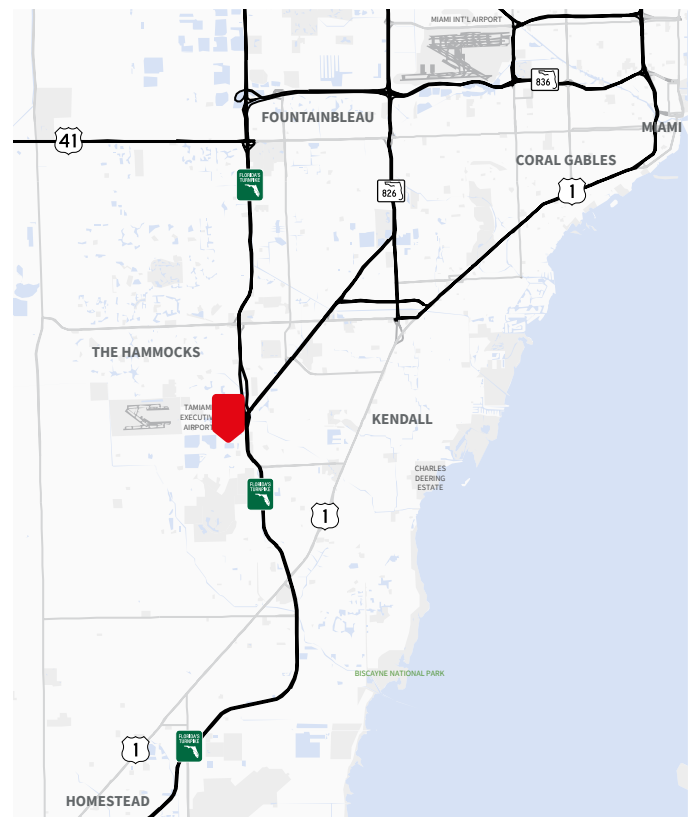 MIAMI INT'L AIRPORT
836
FOUNTAINBLEAU
MIAMI
41
CORAL GABLES
FLORIDA'S
TURNPIKE
826
1
THE HAMMOCKS
TAMIAMI
EXECUTIV
AIRPORT
KENDALL
CHARLES
DEERING
ESTATE
FLORIDA'S
TURNPIKE
1
BISCAYNE NATIONAL PARK
FLORIDA'S
TURNPIKE
1
HOMESTEAD